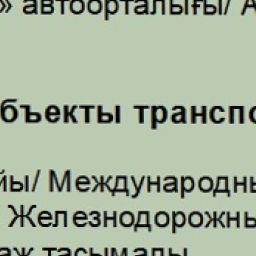 » автоорталығы/ А
бъекты транспо
йы/ Международны
Железнодорожны
аж тасымалы